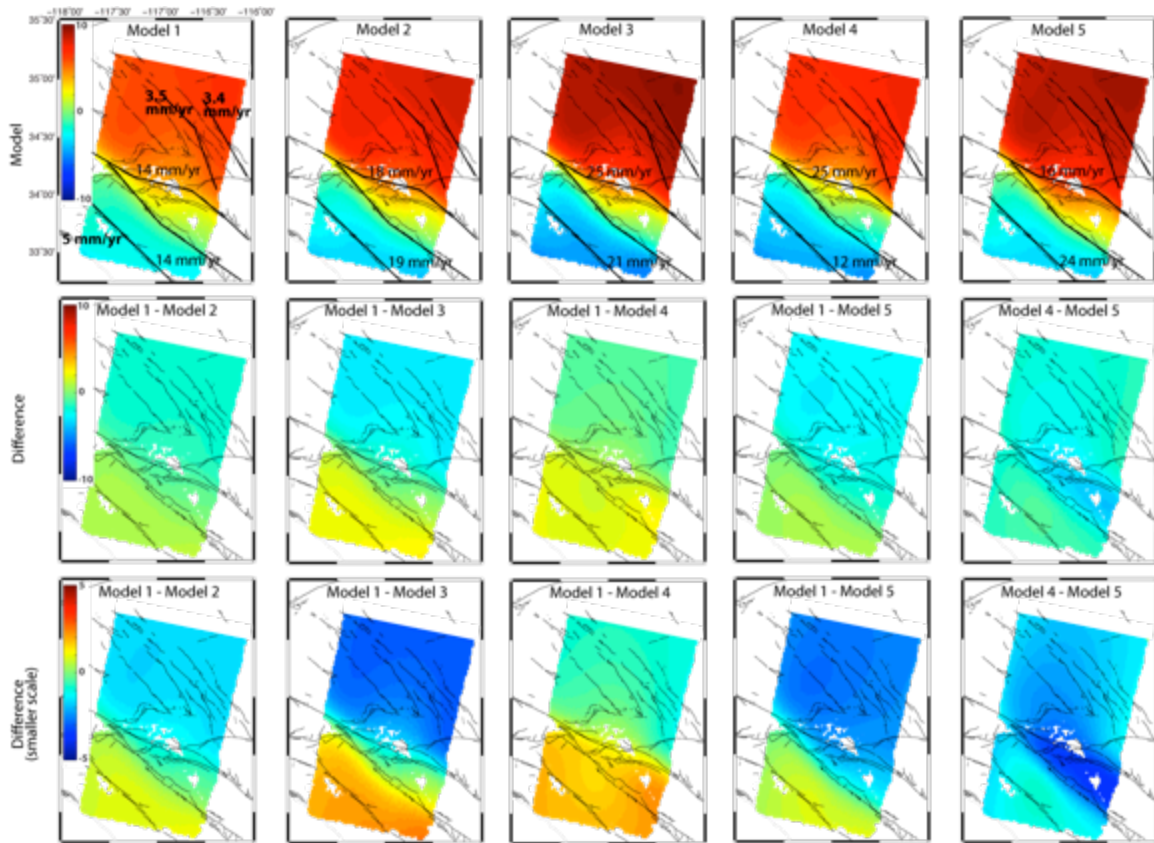 -118°00' -117°30' -117°00' -116°30' -116°00'
35°30'
35°00'
34°30'
34°00'
33°30'
10
0
-10
Model
Model 1
3.5 mm/yr
3.4 mm/yr
14 mm/yr
5 mm/yr
14 mm/yr
Model 2
18 mm/yr
19 mm/yr
Model 3
25 mm/yr
21 mm/yr
Model 4
25 mm/yr
12 mm/yr
Model 5
16 mm/yr
24 mm/yr
Difference
10
0
-10
Model 1 - Model 2
Model 1 - Model 3
Model 1 - Model 4
Model 1 - Model 5
Model 4 - Model 5
Difference
(smaller scale)
5
0
-5
Model 1 - Model 2
Model 1 - Model 3
Model 1 - Model 4
Model 1 - Model 5
Model 4 - Model 5